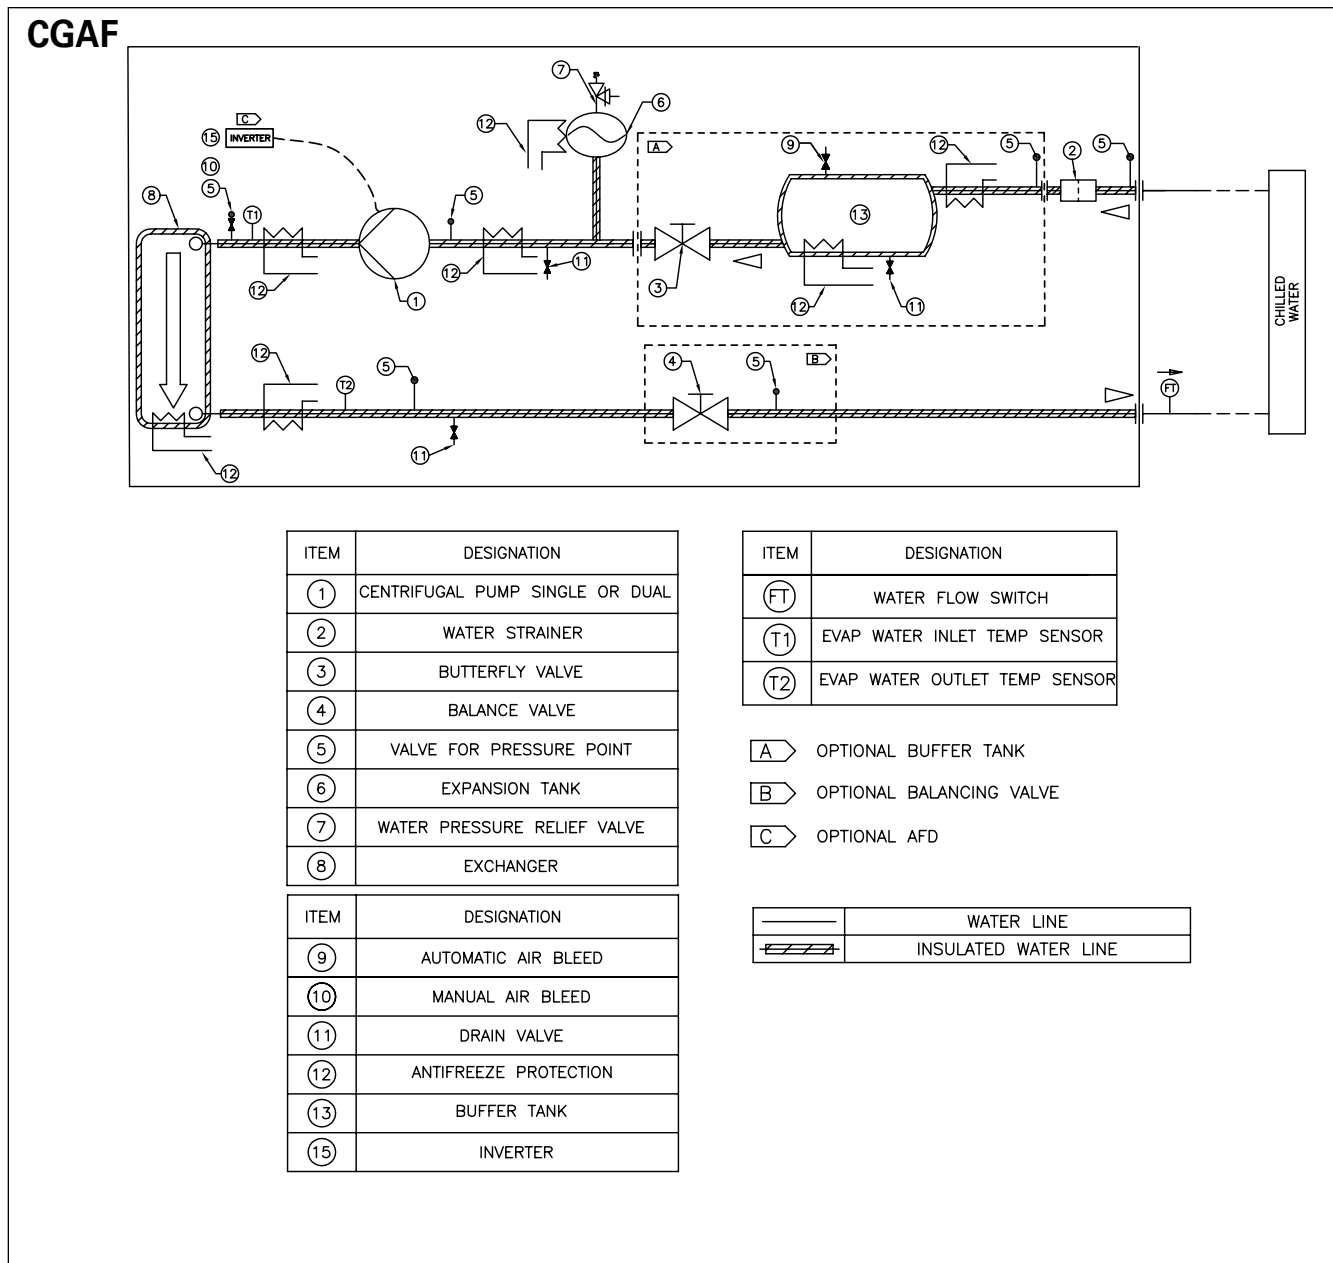 CGAF
7
6
12
C
15 INVERTER
10
5
8
T1
5
12
12
11
1
A
9
13
3
12
11
12
5
2
5
CHILLED
WATER
12
T2
5
11
12
4
5
B
FT
ITEM DESIGNATION
1 CENTRIFUGAL PUMP SINGLE OR DUAL
2 WATER STRAINER
3 BUTTERFLY VALVE
4 BALANCE VALVE
5 VALVE FOR PRESSURE POINT
6 EXPANSION TANK
7 WATER PRESSURE RELIEF VALVE
8 EXCHANGER
ITEM DESIGNATION
9 AUTOMATIC AIR BLEED
10 MANUAL AIR BLEED
11 DRAIN VALVE
12 ANTIFREEZE PROTECTION
13 BUFFER TANK
15 INVERTER
ITEM DESIGNATION
FT WATER FLOW SWITCH
T1 EVAP WATER INLET TEMP SENSOR
T2 EVAP WATER OUTLET TEMP SENSOR
A OPTIONAL BUFFER TANK
B OPTIONAL BALANCING VALVE
C OPTIONAL AFD
WATER LINE
INSULATED WATER LINE